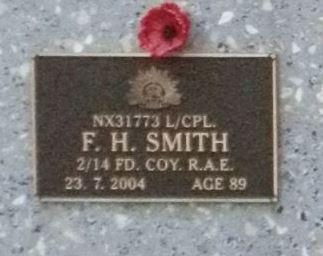 NX31773 L/CPL.
F. H. SMITH
2/14 FD. COY. R.A.E.
23. 7. 2004 AGE 89